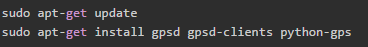 sudo apt-get update
sudo apt-get install gpsd gpsd-clients python-gps